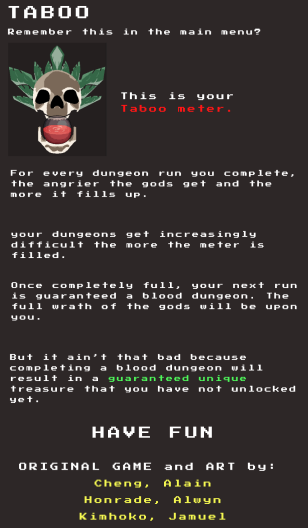 TABOO
Remember this in the main menu?
This is your
Taboo meter.
For every dungeon run you complete,
the angrier the gods get and the
more it fills up.
your dungeons get increasingly
difficult the more the meter is
filled.
Once completely full, your next run
is guaranteed a blood dungeon. The
full wrath of the gods will be upon
you.
But it ain't that bad because
completing a blood dungeon will
result in a guaranteed unique
treasure that you have not unlocked
yet.
HAVE FUN
ORIGINAL GAME and ART by:
Cheng, Alain
Honrade, Alwyn
Kimhoko, Jamuel